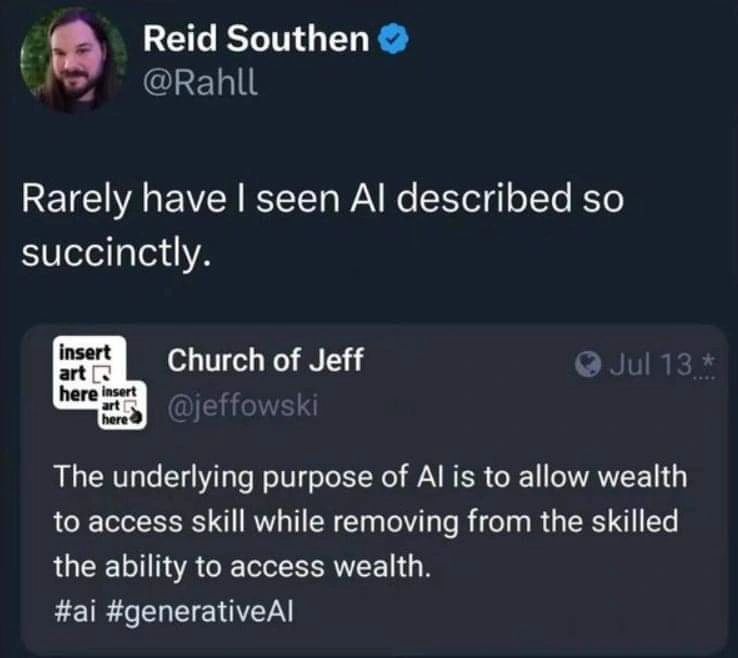 Reid Southen
@Rahll
Rarely have I seen AI described so
succinctly.
insert
art
here
insert
art
here
Church of Jeff
Jul 13 *
@jeffowski
The underlying purpose of AI is to allow wealth
to access skill while removing from the skilled
the ability to access wealth.
#ai #generativeAI